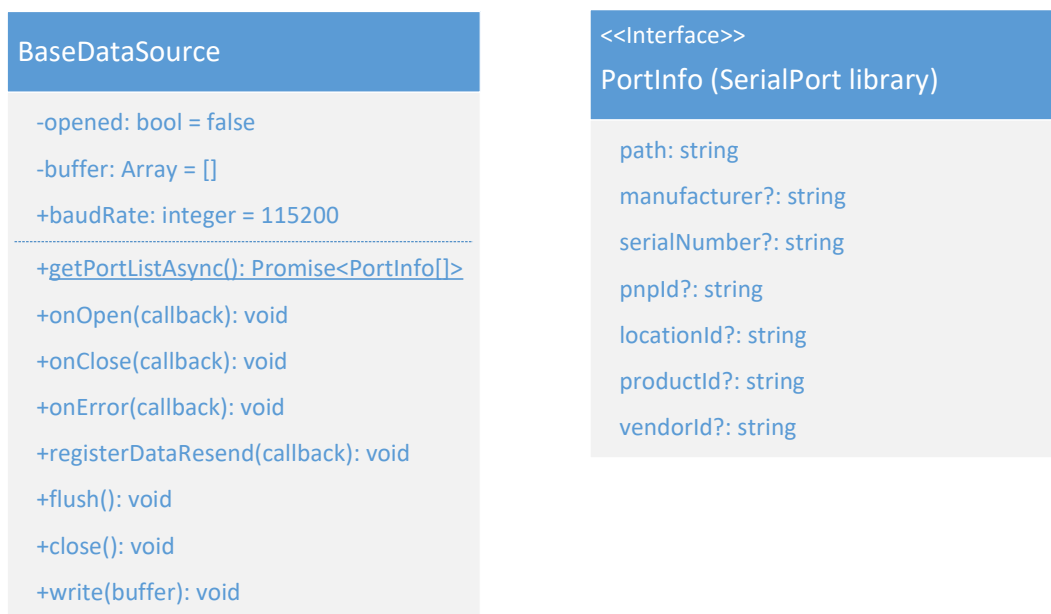 BaseDataSource
-opened: bool = false
-buffer: Array = []
+baudRate: integer = 115200
+getPortListAsync(): Promise<PortInfo[]>
+onOpen(callback): void
+onClose(callback): void
+onError(callback): void
+registerDataResend(callback): void
+flush(): void
+close(): void
+write(buffer): void
<<Interface>>
PortInfo (SerialPort library)
path: string
manufacturer?: string
serialNumber?: string
pnpId?: string
locationId?: string
productId?: string
vendorId?: string